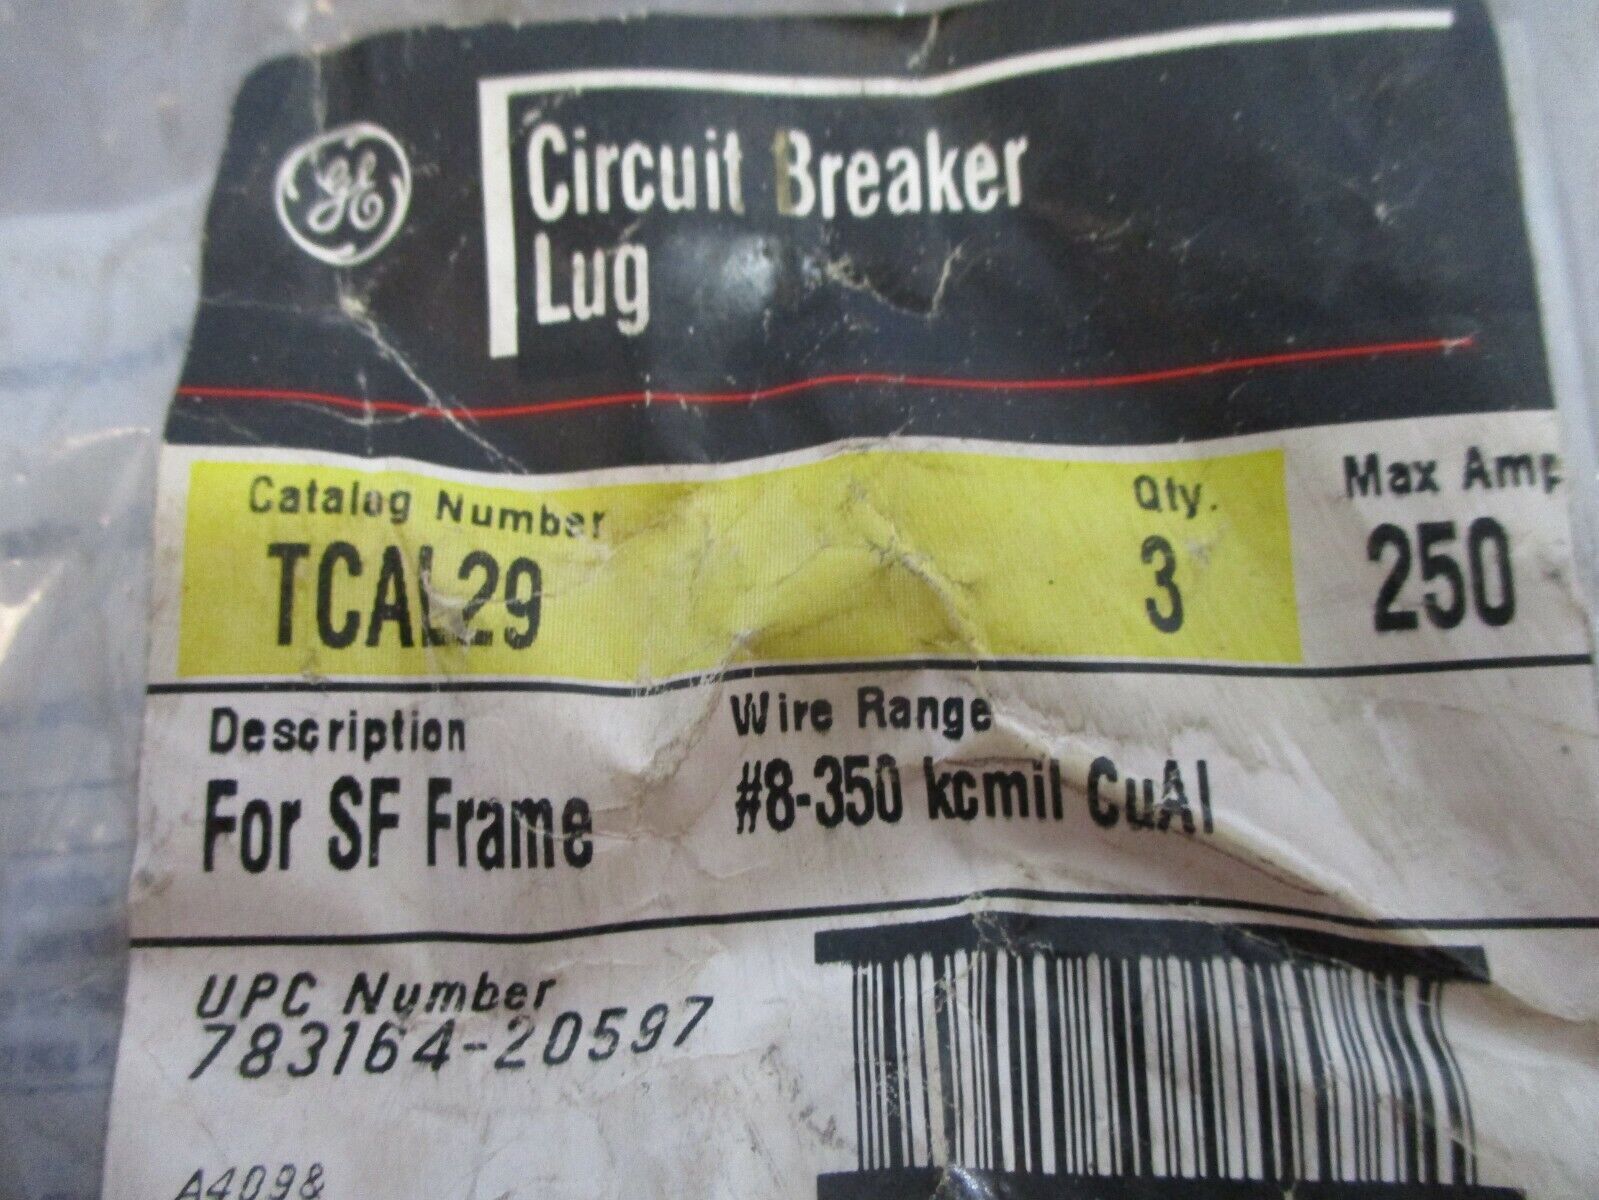 GE
Circuit Breaker
Lug
Catalog Number
Qty.
Max Amp
TCAL29
3
250
Description
Wire Range
For SF Frame
#8-350 kcmil CuAl
UPC Number
783164-20597